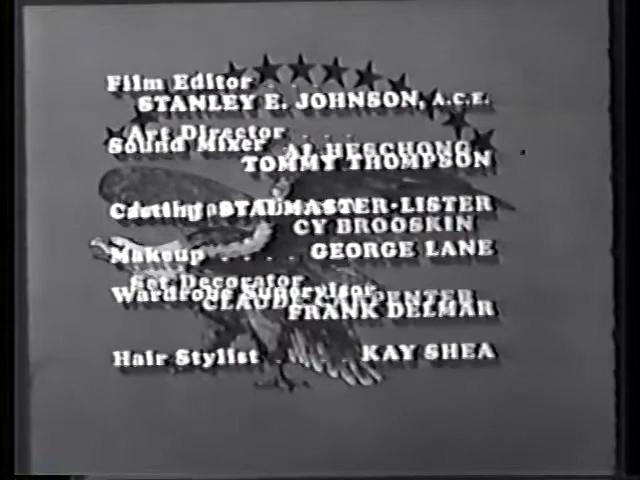 Film Editor . . .
STANLEY E. JOHNSON, A.C.E.
Art Director . . .
Sound Mixer AL HESCHONG
TOMMY THOMPSON
Casting STALMASTER-LISTER
CY BROOSKIN
Makeup . . . . . GEORGE LANE
Set Decorator
Wardrobe Supervisor
CLAUDE CARPENTER
FRANK DELMAR
Hair Stylist . . . . . KAY SHEA